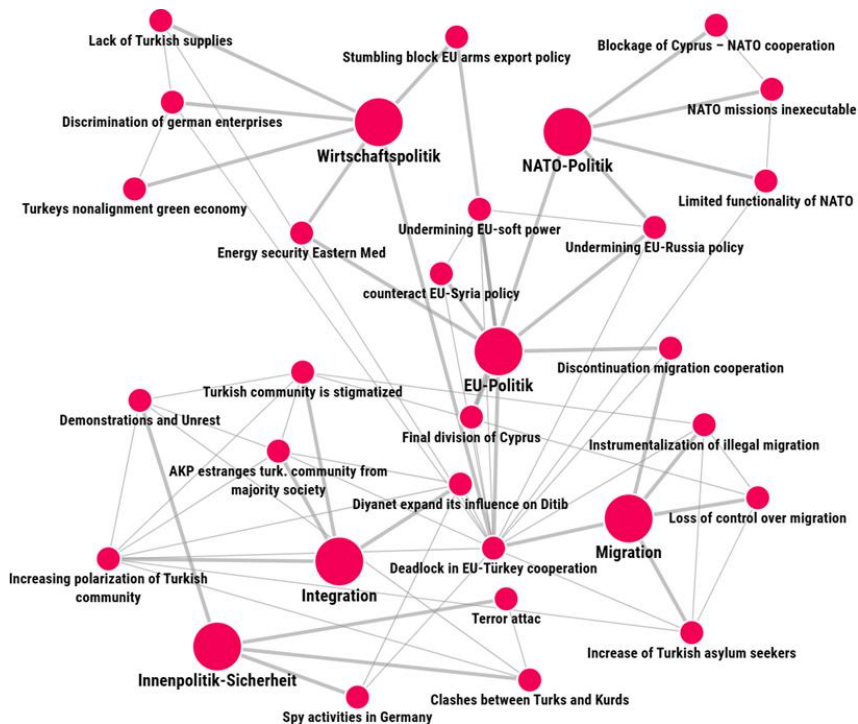 Lack of Turkish supplies
Stumbling block EU arms export policy
Blockage of Cyprus – NATO cooperation
Discrimination of german enterprises
NATO missions inexecutable
Wirtschaftspolitik
NATO-Politik
Turkeys nonalignment green economy
Limited functionality of NATO
Undermining EU-soft power
Energy security Eastern Med
Undermining EU-Russia policy
counteract EU-Syria policy
Discontinuation migration cooperation
EU-Politik
Turkish community is stigmatized
Demonstrations and Unrest
Final division of Cyprus
Instrumentalization of illegal migration
AKP estranges turk. community from
majority society
Diyanet expand its influence on Ditib
Loss of control over migration
Migration
Deadlock in EU-Türkey cooperation
Increasing polarization of Turkish
community
Integration
Terror attac
Increase of Turkish asylum seekers
Innenpolitik-Sicherheit
Clashes between Turks and Kurds
Spy activities in Germany